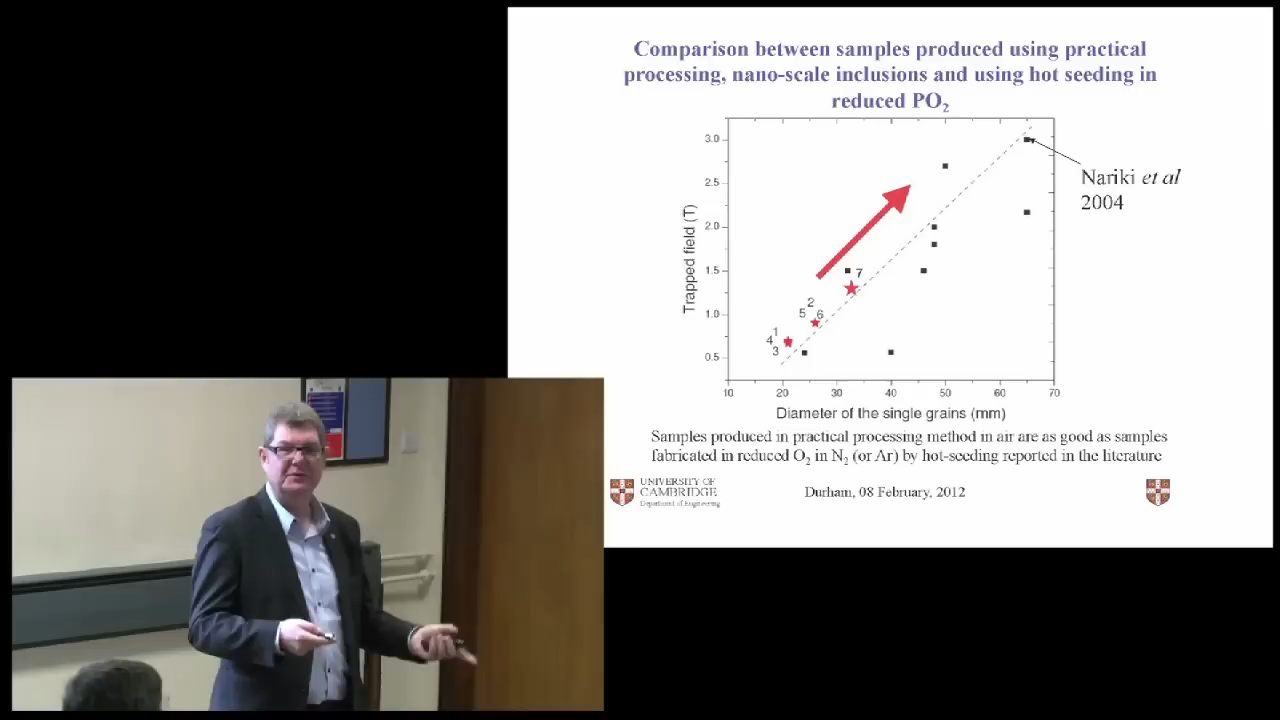 Comparison between samples produced using practical
processing, nano-scale inclusions and using hot seeding in
reduced PO2
3.0
2.5
2.0
1.5
1.0
0.5
Trapped field (T)
7
2
5 6
1
4
3
Nariki et al
2004
10 20 30 40 50 60 70
Diameter of the single grains (mm)
Samples produced in practical processing method in air are as good as samples
fabricated in reduced O2 in N2 (or Ar) by hot-seeding reported in the literature
UNIVERSITY OF
CAMBRIDGE
Department of Engineering
Durham, 08 February, 2012